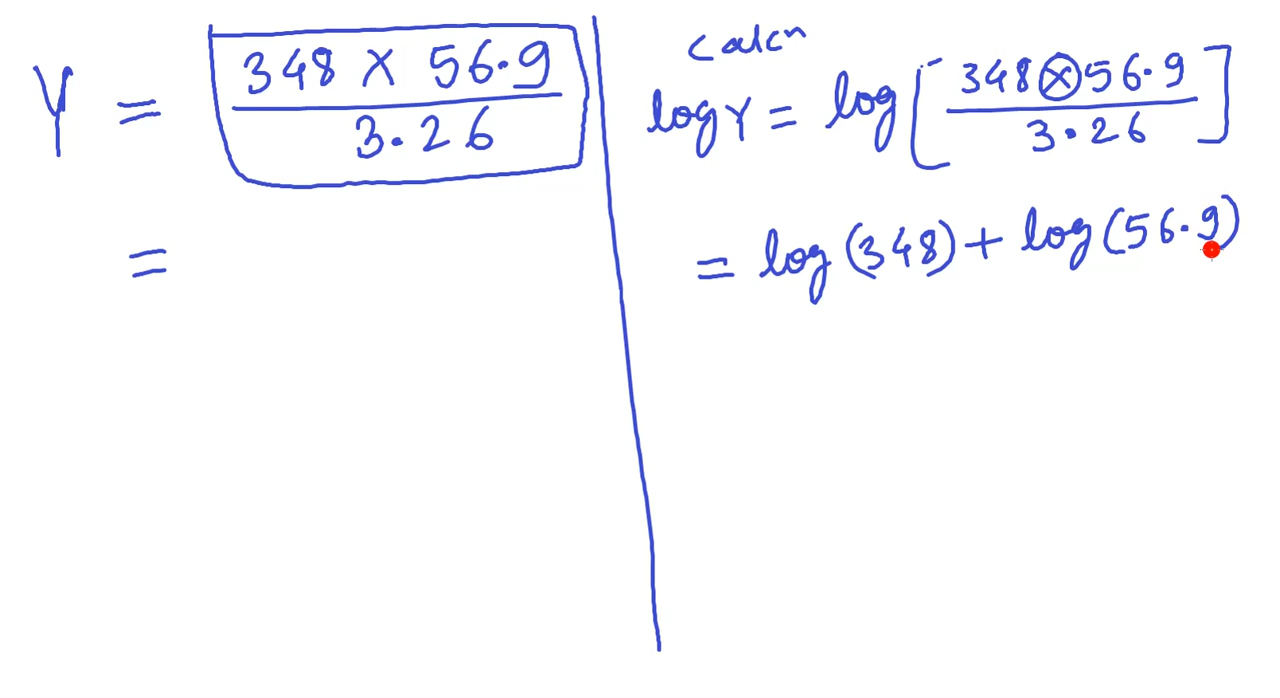 Y = 348 × 56.9 / 3.26
=
calcn
log Y = log [ 348 × 56.9 / 3.26 ]
= log (348) + log (56.9)